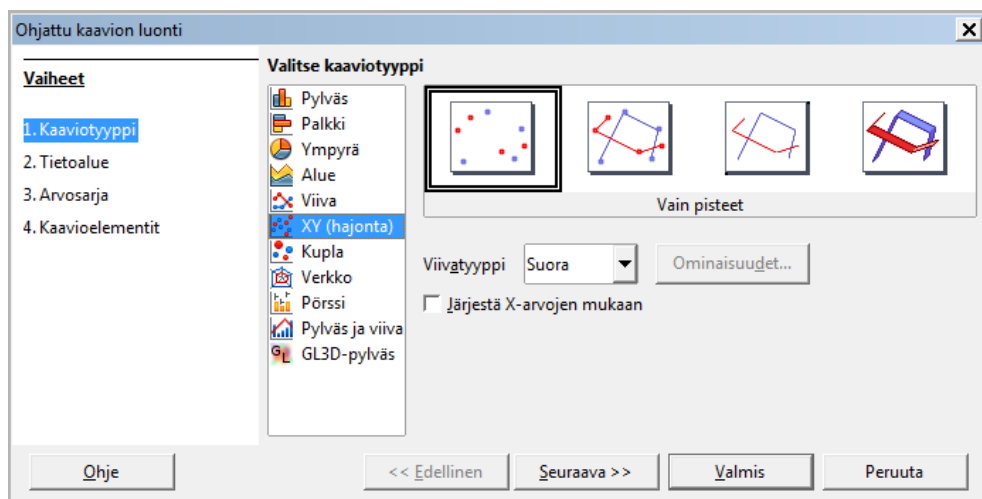 Ohjattu kaavion luonti
Vaiheet
1. Kaaviotyyppi
2. Tietoalue
3. Arvosarja
4. Kaavioelementit
Valitse kaaviotyyppi
Pylväs
Palkki
Ympyrä
Alue
Viiva
XY (hajonta)
Kupla
Verkko
Pörssi
Pylväs ja viiva
GL3D-pylväs
Vain pisteet
Viivatyyppi Suora Ominaisuudet...
Järjestä X-arvojen mukaan
Ohje << Edellinen Seuraava >> Valmis Peruuta